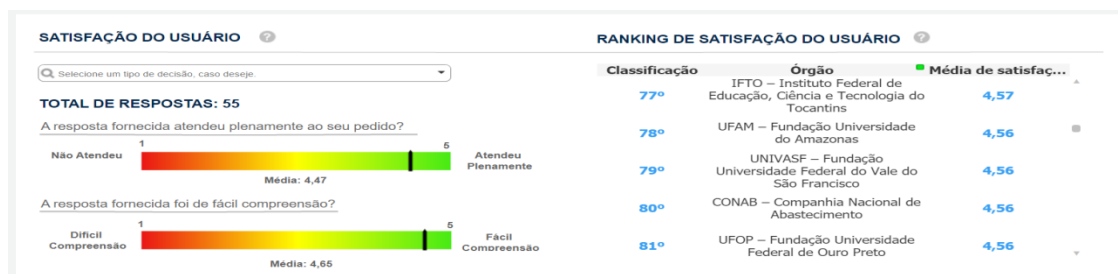 SATISFAÇÃO DO USUÁRIO ?
Selecione um tipo de decisão, caso deseje.
TOTAL DE RESPOSTAS: 55
A resposta fornecida atendeu plenamente ao seu pedido?
1 5
Não Atendeu
Atendeu
Plenamente
Média: 4,47
A resposta fornecida foi de fácil compreensão?
1 5
Difícil
Compreensão
Fácil
Compreensão
Média: 4,65
RANKING DE SATISFAÇÃO DO USUÁRIO ?
Classificação Órgão Média de satisfaç...
IFTO – Instituto Federal de
77º Educação, Ciência e Tecnologia do 4,57
Tocantins
UFAM – Fundação Universidade
78º 4,56
do Amazonas
UNIVASF – Fundação
79º Universidade Federal do Vale do 4,56
São Francisco
CONAB – Companhia Nacional de
80º 4,56
Abastecimento
UFOP – Fundação Universidade
81º 4,56
Federal de Ouro Preto